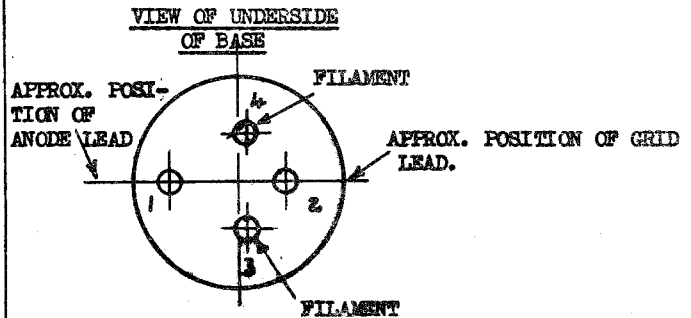 VIEW OF UNDERSIDE
OF BASE
FILAMENT
APPROX. POSI-
TION OF
ANODE LEAD
4
APPROX. POSITION OF GRID
LEAD.
1
2
3
FILAMENT